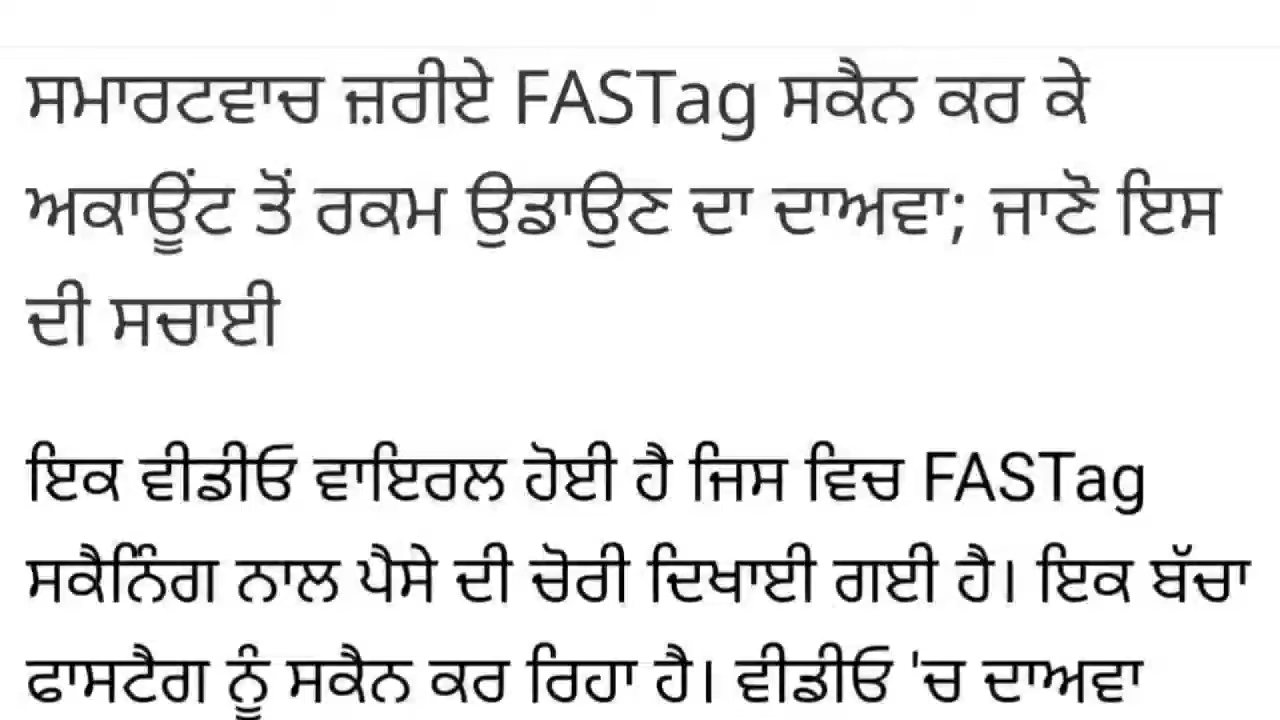 ਸਮਾਰਟਵਾਚ ਜ਼ਰੀਏ FASTag ਸਕੈਨ ਕਰ ਕੇ
ਅਕਾਊਂਟ ਤੋਂ ਰਕਮ ਉਡਾਉਣ ਦਾ ਦਾਅਵਾ; ਜਾਣੋ ਇਸ
ਦੀ ਸਚਾਈ
ਇਕ ਵੀਡੀਓ ਵਾਇਰਲ ਹੋਈ ਹੈ ਜਿਸ ਵਿਚ FASTag
ਸਕੈਨਿੰਗ ਨਾਲ ਪੈਸੇ ਦੀ ਚੋਰੀ ਦਿਖਾਈ ਗਈ ਹੈ। ਇਕ ਬੱਚਾ
ਫਾਸਟੈਗ ਨੂੰ ਸਕੈਨ ਕਰ ਰਿਹਾ ਹੈ। ਵੀਡੀਓ 'ਚ ਦਾਅਵਾ